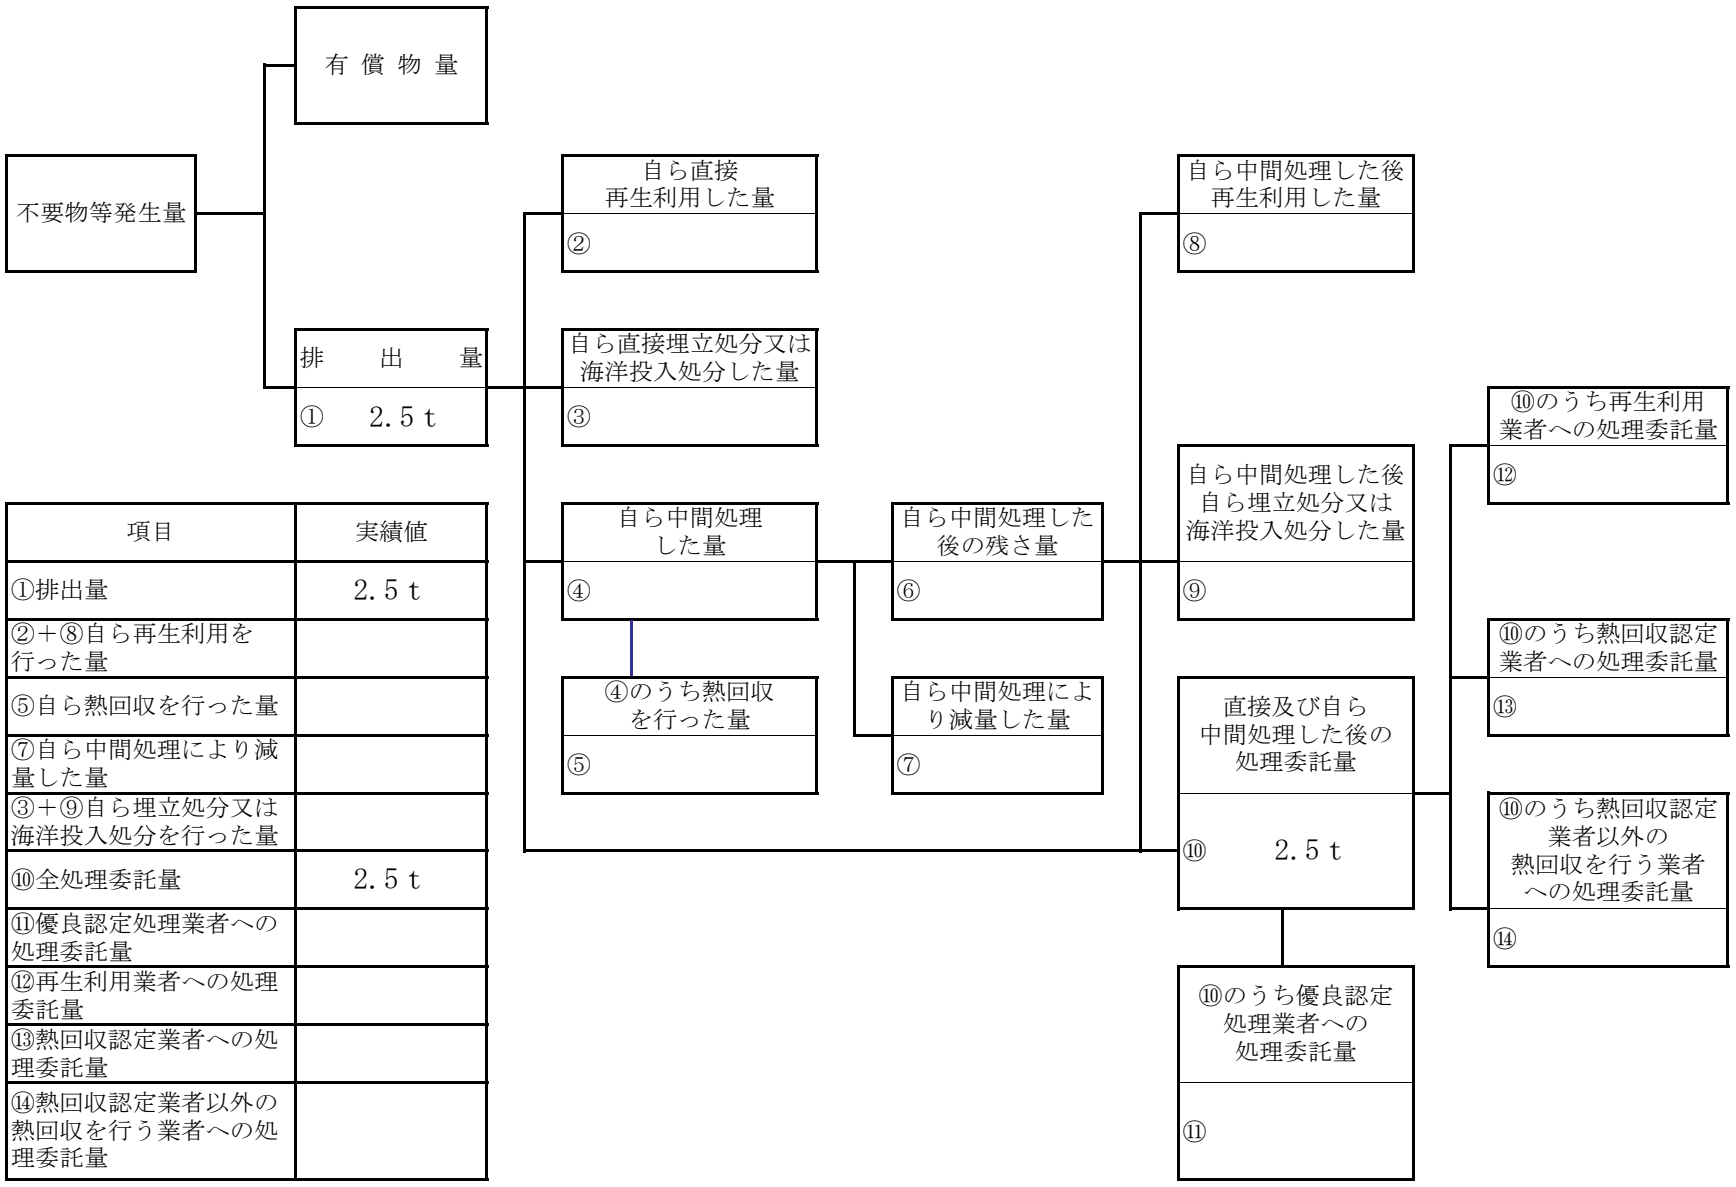 有償物量
不要物等発生量
排出量
① 2.5 t
自ら直接
再生利用した量
②
自ら直接埋立処分又は
海洋投入処分した量
③
自ら中間処理
した量
④
④のうち熱回収
を行った量
⑤
自ら中間処理した
後の残さ量
⑥
自ら中間処理によ
り減量した量
⑦
自ら中間処理した後
再生利用した量
⑧
自ら中間処理した後
自ら埋立処分又は
海洋投入処分した量
⑨
直接及び自ら
中間処理した後の
処理委託量
⑩ 2.5 t
⑩のうち優良認定
処理業者への
処理委託量
⑪
⑩のうち再生利用
業者への処理委託量
⑫
⑩のうち熱回収認定
業者への処理委託量
⑬
⑩のうち熱回収認定
業者以外の
熱回収を行う業者
への処理委託量
⑭
項目 実績値
①排出量 2.5 t
②＋⑧自ら再生利用を
行った量
⑤自ら熱回収を行った量
⑦自ら中間処理により減
量した量
③＋⑨自ら埋立処分又は
海洋投入処分を行った量
⑩全処理委託量 2.5 t
⑪優良認定処理業者への
処理委託量
⑫再生利用業者への処理
委託量
⑬熱回収認定業者への処
理委託量
⑭熱回収認定業者以外の
熱回収を行う業者への処
理委託量